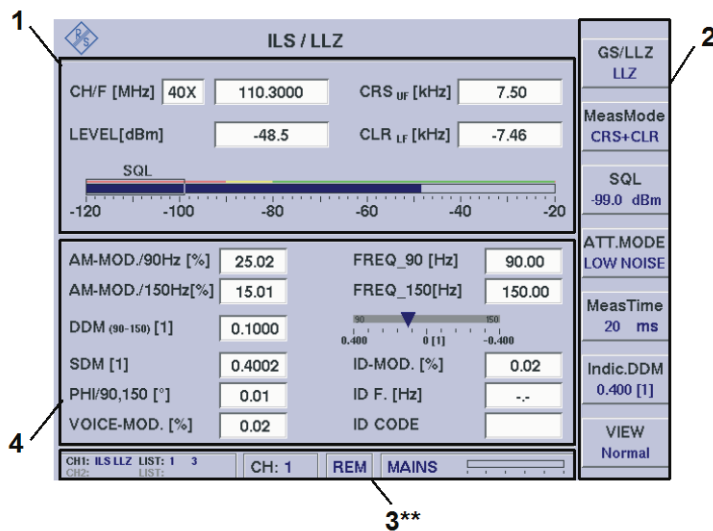 1
R/S
ILS / LLZ
CH/F [MHz] 40X 110.3000 CRS UF [kHz] 7.50
LEVEL[dBm] -48.5 CLR LF [kHz] -7.46
SQL
-120 -100 -80 -60 -40 -20
2
GS/LLZ
LLZ
MeasMode
CRS+CLR
SQL
-99.0 dBm
ATT.MODE
LOW NOISE
MeasTime
20 ms
Indic.DDM
0.400 [1]
VIEW
Normal
AM-MOD./90Hz [%] 25.02 FREQ_90 [Hz] 90.00
AM-MOD./150Hz[%] 15.01 FREQ_150[Hz] 150.00
DDM (90-150) [1] 0.1000
90 150
0.400 0 [1] -0.400
SDM [1] 0.4002 ID-MOD. [%] 0.02
PHI/90,150 [°] 0.01 ID F. [Hz] -.-
VOICE-MOD. [%] 0.02 ID CODE
4
CH1: ILS LLZ LIST: 1 3
CH2: LIST:
CH: 1 REM MAINS
3**